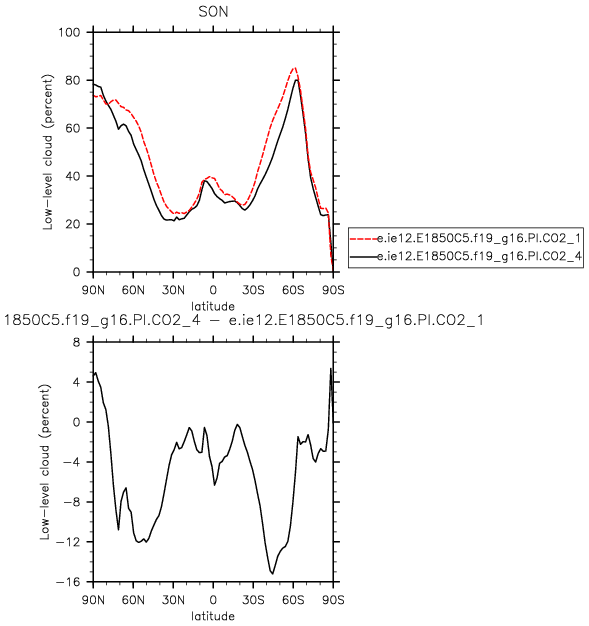 SON
100
80
60
40
20
0
Low-level cloud (percent)
90N 60N 30N 0 30S 60S 90S
latitude
e.ie12.E1850C5.f19_g16.PI.CO2_1
e.ie12.E1850C5.f19_g16.PI.CO2_4
1850C5.f19_g16.PI.CO2_4 - e.ie12.E1850C5.f19_g16.PI.CO2_1
8
4
0
-4
-8
-12
-16
Low-level cloud (percent)
90N 60N 30N 0 30S 60S 90S
latitude